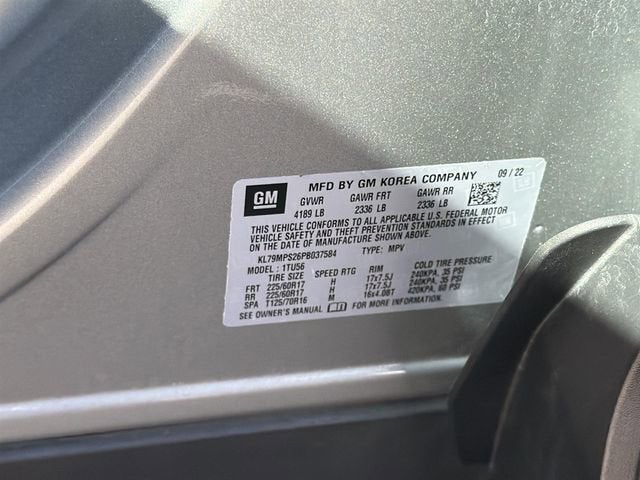 GM
MFD BY GM KOREA COMPANY 09 / 22
GVWR GAWR FRT GAWR RR
4189 LB 2336 LB 2336 LB
THIS VEHICLE CONFORMS TO ALL APPLICABLE U.S. FEDERAL MOTOR
VEHICLE SAFETY AND THEFT PREVENTION STANDARDS IN EFFECT
ON THE DATE OF MANUFACTURE SHOWN ABOVE.
KL79MPS26PB037584 TYPE: MPV
MODEL : 1TU56
TIRE SIZE SPEED RTG RIM COLD TIRE PRESSURE
FRT 225/60R17 H 17x7.5J 240KPA, 35 PSI
RR 225/60R17 H 17x7.5J 240KPA, 35 PSI
SPA T125/70R16 M 16x4.00T 420KPA, 60 PSI
SEE OWNER'S MANUAL FOR MORE INFORMATION.